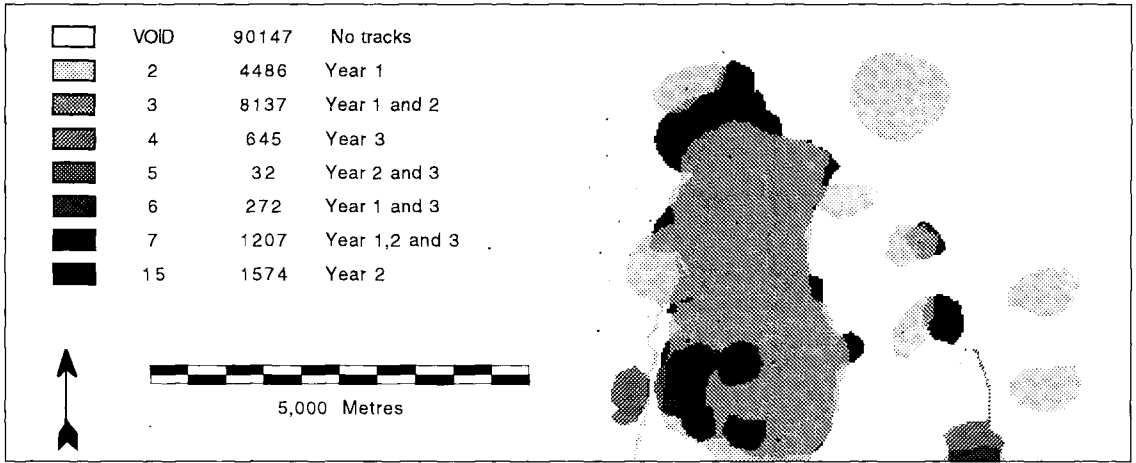 VOID 90147 No tracks
2 4486 Year 1
3 8137 Year 1 and 2
4 645 Year 3
5 32 Year 2 and 3
6 272 Year 1 and 3
7 1207 Year 1,2 and 3
15 1574 Year 2
5,000 Metres